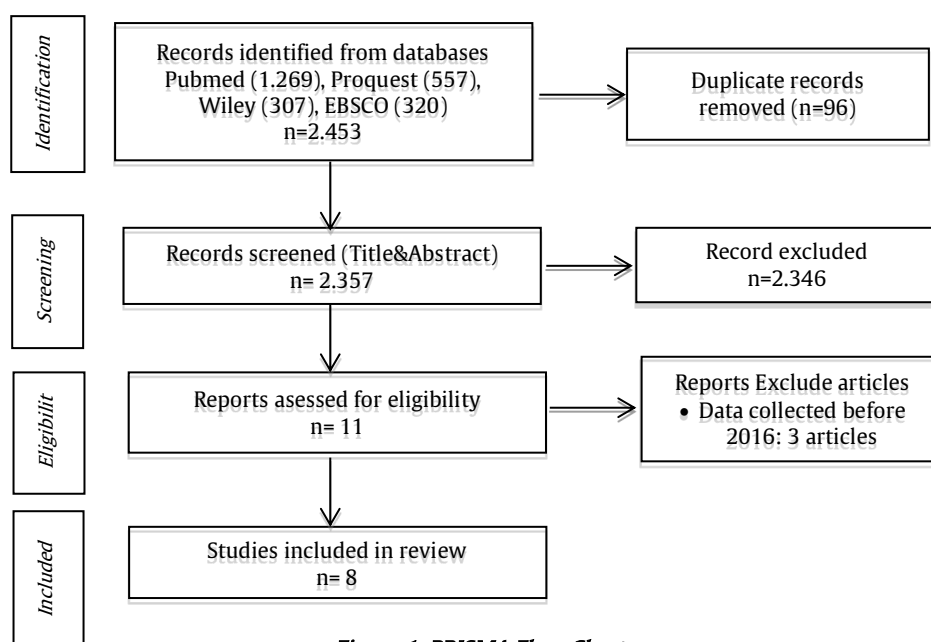 Identification
Records identified from databases
Pubmed (1.269), Proquest (557),
Wiley (307), EBSCO (320)
n=2.453
Duplicate records
removed (n=96)
Screening
Records screened (Title&Abstract)
n= 2.357
Record excluded
n=2.346
Eligibilit
Reports asessed for eligibility
n= 11
Reports Exclude articles
• Data collected before
2016: 3 articles
Included
Studies included in review
n= 8
Figure 1. PRISMA Flow Chart